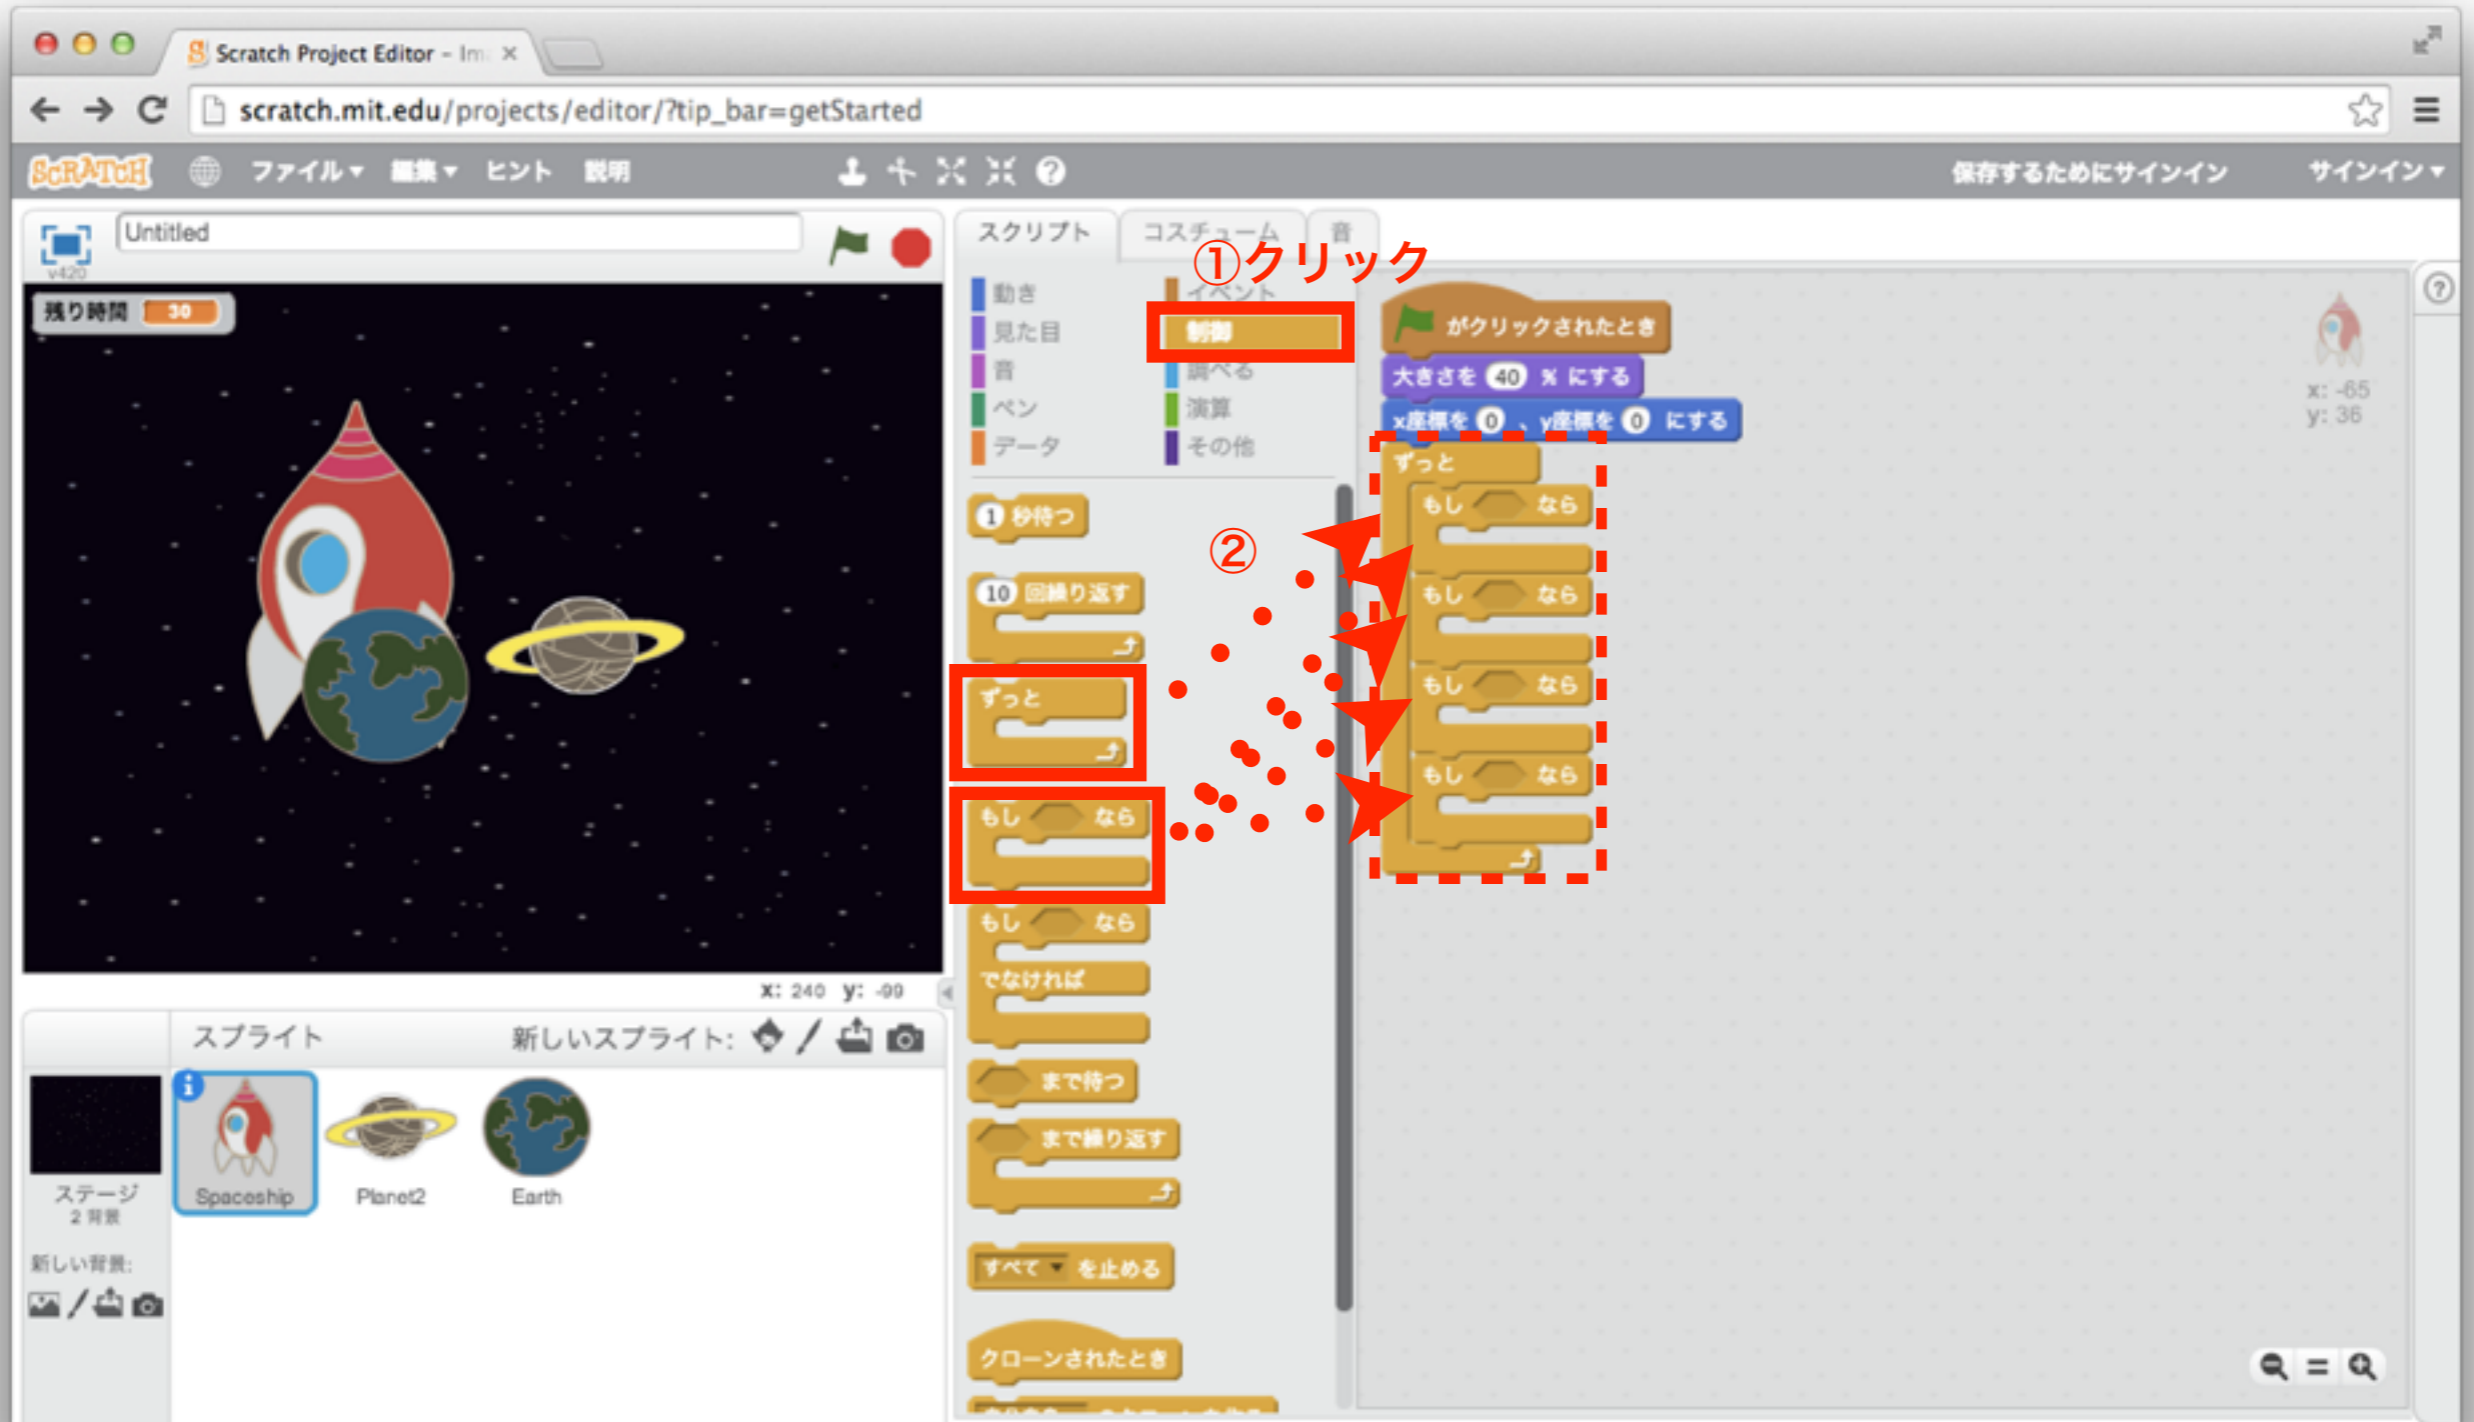 Scratch Project Editor - Im
scratch.mit.edu/projects/editor/?tip_bar=getStarted
SCRATCH ファイル 編集 ヒント 説明 保存するためにサインイン サインイン
v420 Untitled
残り時間 30
x: 240 y: -99
スプライト 新しいスプライト:
Spaceship Planet2 Earth
ステージ
2 背景
新しい背景:
スクリプト コスチューム 音
①クリック
動き イベント
見た目 制御
音 調べる
ペン 演算
データ その他
1 秒待つ
10 回繰り返す
ずっと
もし なら
もし なら
でなければ
まで待つ
まで繰り返す
すべて を止める
クローンされたとき
②
がクリックされたとき
大きさを 40 % にする
x座標を 0 、y座標を 0 にする
ずっと
もし なら
もし なら
もし なら
もし なら
x: -65
y: 36